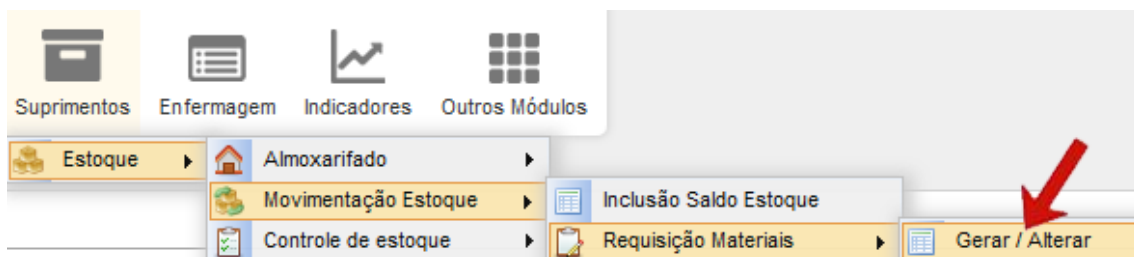 Suprimentos Enfermagem Indicadores Outros Módulos
Estoque Almoxarifado
Movimentação Estoque Inclusão Saldo Estoque
Controle de estoque Requisição Materiais Gerar / Alterar